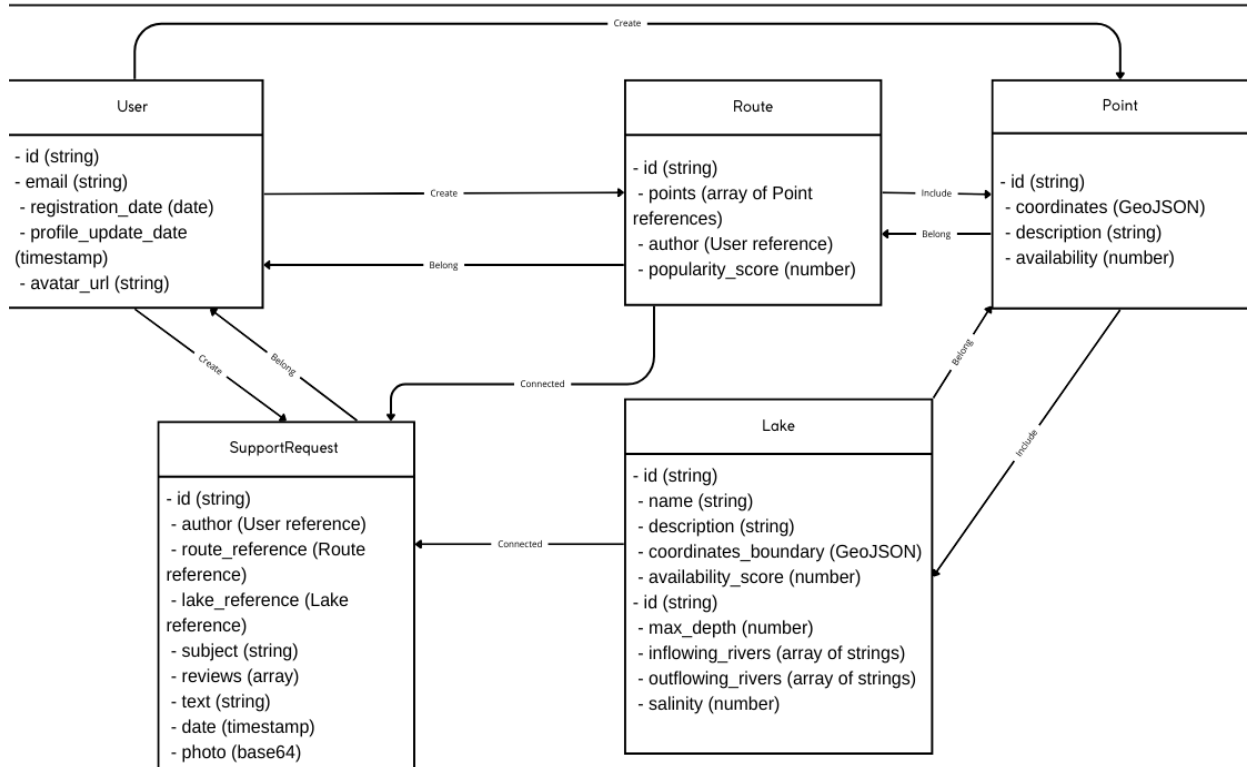 Create
User
- id (string)
- email (string)
- registration_date (date)
- profile_update_date
(timestamp)
- avatar_url (string)
Create
Belong
Route
- id (string)
- points (array of Point
references)
- author (User reference)
- popularity_score (number)
Include
Belong
Point
- id (string)
- coordinates (GeoJSON)
- description (string)
- availability (number)
Create
Belong
Connected
Belong
Include
SupportRequest
- id (string)
- author (User reference)
- route_reference (Route
reference)
- lake_reference (Lake
reference)
- subject (string)
- reviews (array)
- text (string)
- date (timestamp)
- photo (base64)
Connected
Lake
- id (string)
- name (string)
- description (string)
- coordinates_boundary (GeoJSON)
- availability_score (number)
- id (string)
- max_depth (number)
- inflowing_rivers (array of strings)
- outflowing_rivers (array of strings)
- salinity (number)